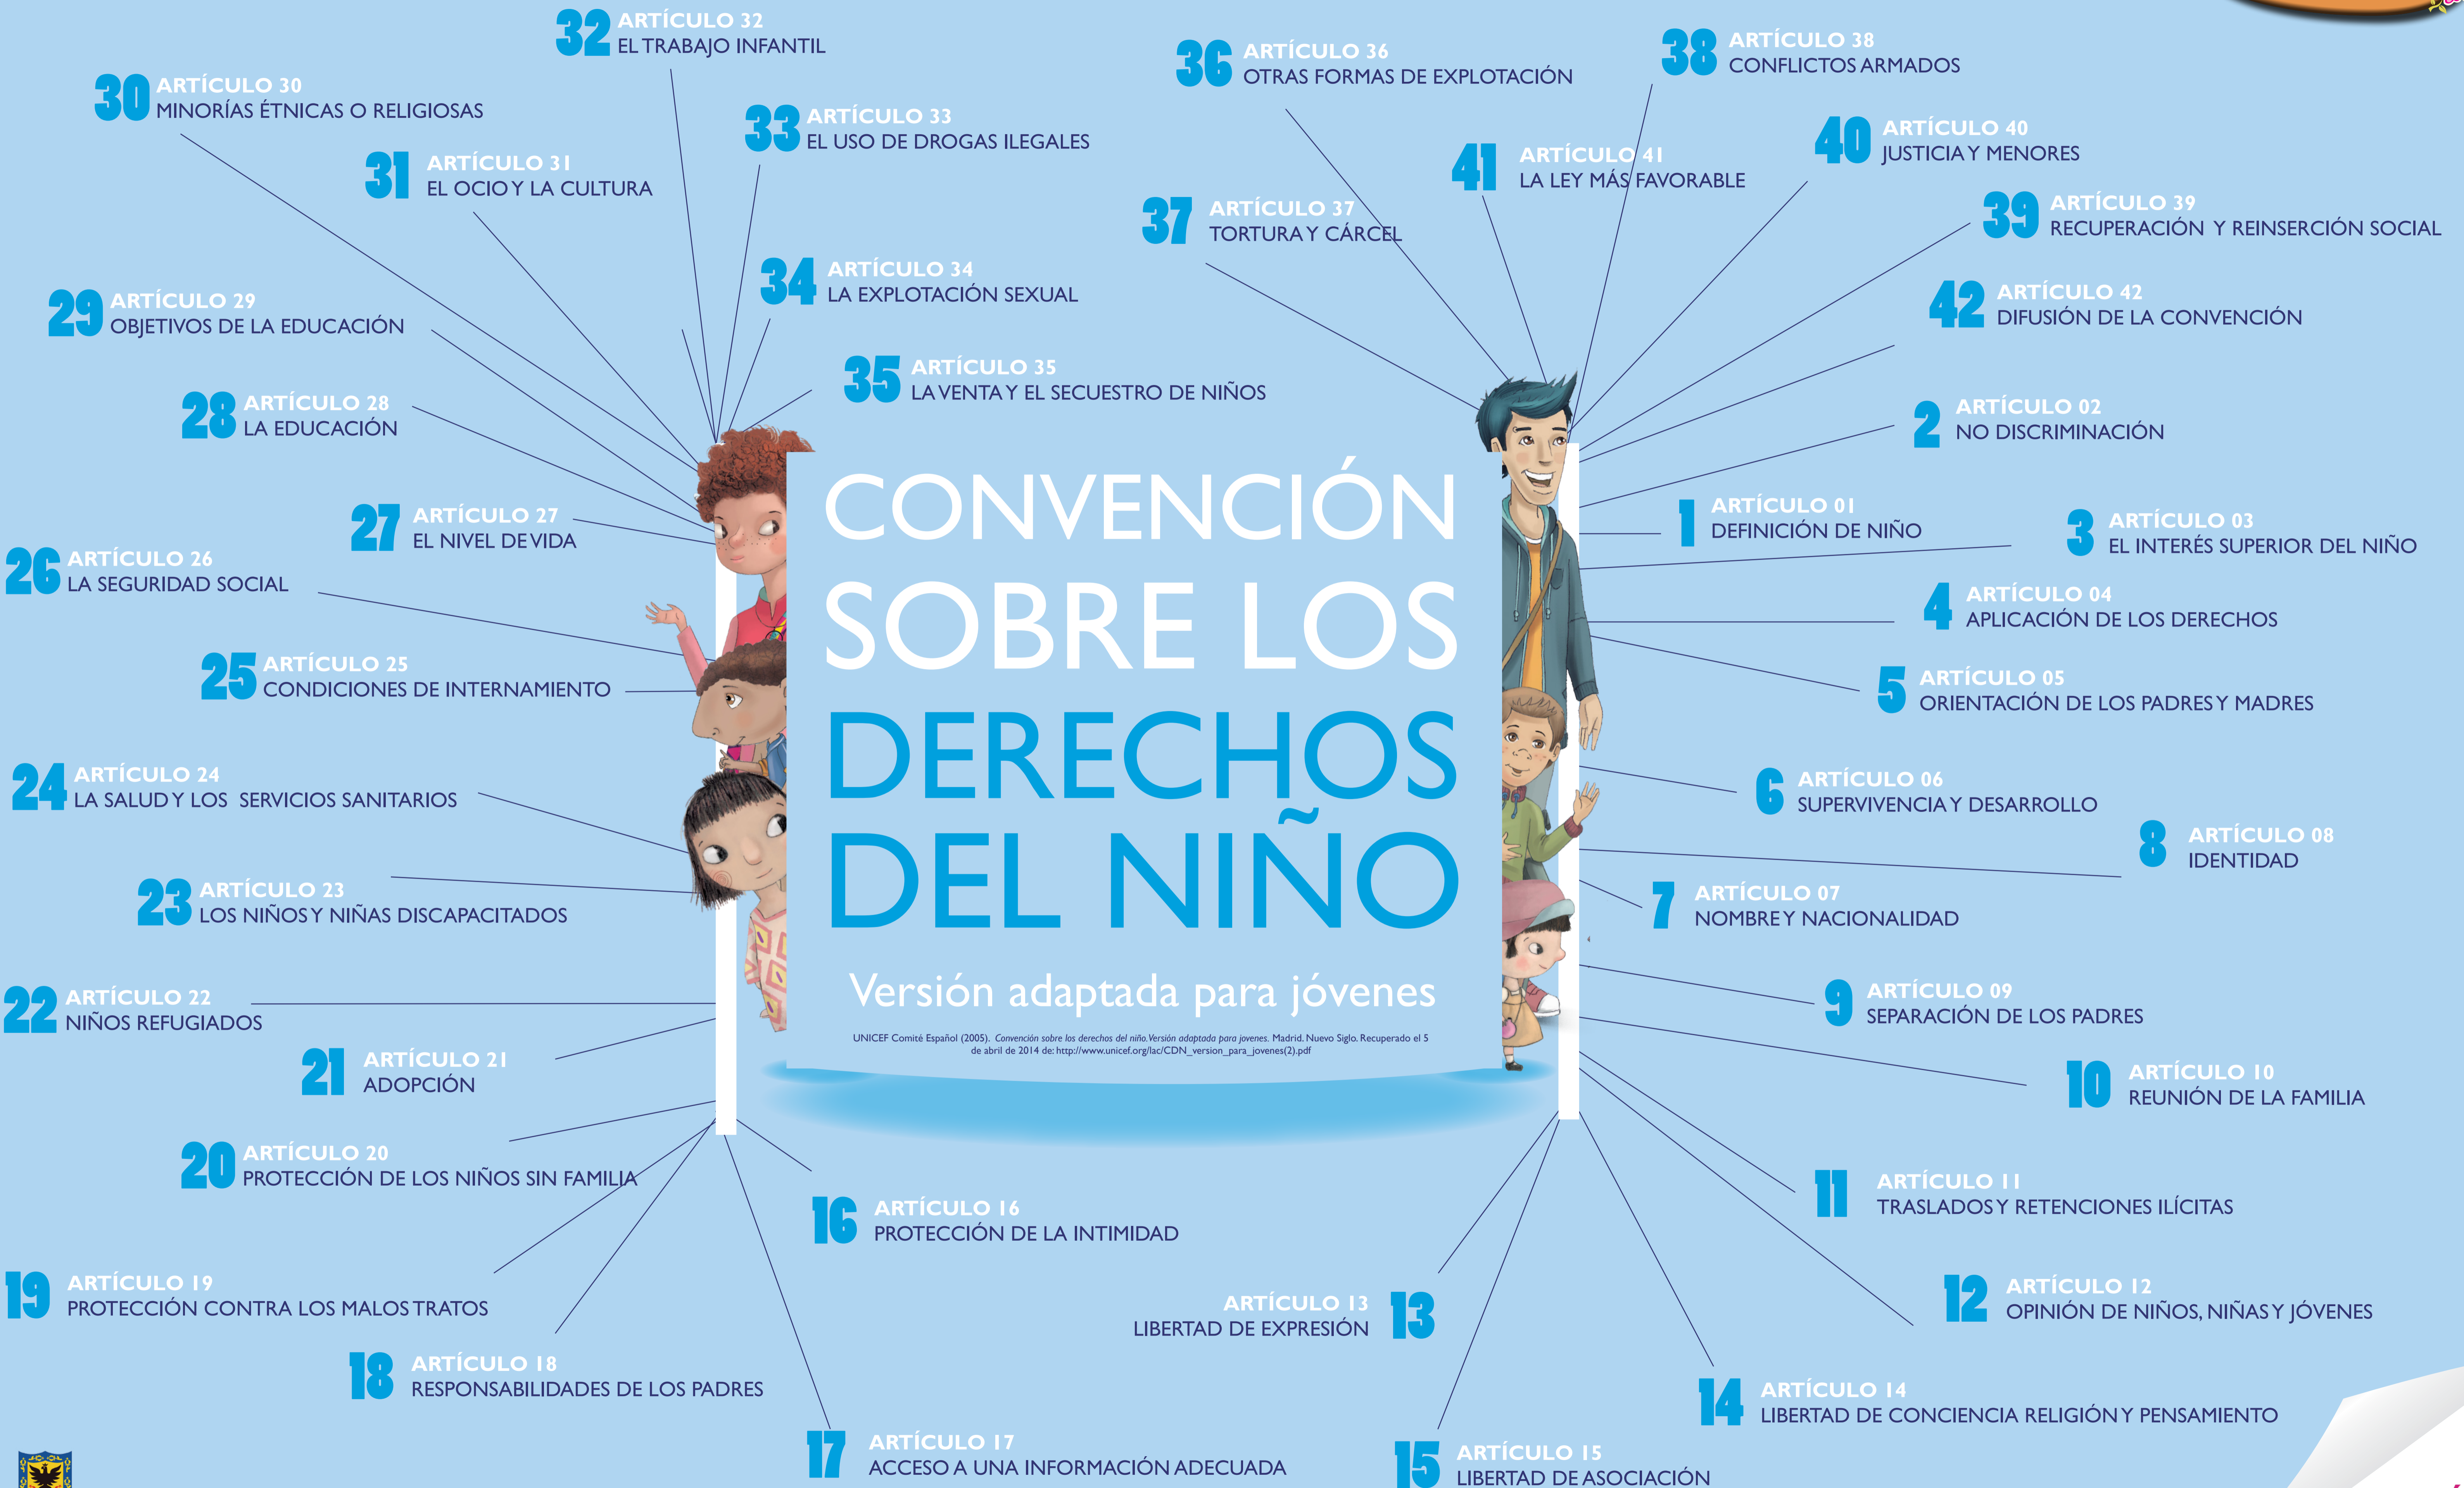 32 ARTÍCULO 32
EL TRABAJO INFANTIL
30 ARTÍCULO 30
MINORÍAS ÉTNICAS O RELIGIOSAS
31 ARTÍCULO 31
EL OCIO Y LA CULTURA
33 ARTÍCULO 33
EL USO DE DROGAS ILEGALES
34 ARTÍCULO 34
LA EXPLOTACIÓN SEXUAL
29 ARTÍCULO 29
OBJETIVOS DE LA EDUCACIÓN
35 ARTÍCULO 35
LA VENTA Y EL SECUESTRO DE NIÑOS
28 ARTÍCULO 28
LA EDUCACIÓN
27 ARTÍCULO 27
EL NIVEL DE VIDA
26 ARTÍCULO 26
LA SEGURIDAD SOCIAL
25 ARTÍCULO 25
CONDICIONES DE INTERNAMIENTO
24 ARTÍCULO 24
LA SALUD Y LOS SERVICIOS SANITARIOS
23 ARTÍCULO 23
LOS NIÑOS Y NIÑAS DISCAPACITADOS
22 ARTÍCULO 22
NIÑOS REFUGIADOS
21 ARTÍCULO 21
ADOPCIÓN
20 ARTÍCULO 20
PROTECCIÓN DE LOS NIÑOS SIN FAMILIA
19 ARTÍCULO 19
PROTECCIÓN CONTRA LOS MALOS TRATOS
18 ARTÍCULO 18
RESPONSABILIDADES DE LOS PADRES
16 ARTÍCULO 16
PROTECCIÓN DE LA INTIMIDAD
17 ARTÍCULO 17
ACCESO A UNA INFORMACIÓN ADECUADA
CONVENCIÓN
SOBRE LOS
DERECHOS
DEL NIÑO
Versión adaptada para jóvenes
UNICEF Comité Español (2005). Convención sobre los derechos del niño. Versión adaptada para jovenes. Madrid. Nuevo Siglo. Recuperado el 5
de abril de 2014 de: http://www.unicef.org/lac/CDN_version_para_jovenes(2).pdf
36 ARTÍCULO 36
OTRAS FORMAS DE EXPLOTACIÓN
38 ARTÍCULO 38
CONFLICTOS ARMADOS
41 ARTÍCULO 41
LA LEY MÁS FAVORABLE
40 ARTÍCULO 40
JUSTICIA Y MENORES
37 ARTÍCULO 37
TORTURA Y CÁRCEL
39 ARTÍCULO 39
RECUPERACIÓN Y REINSERCIÓN SOCIAL
42 ARTÍCULO 42
DIFUSIÓN DE LA CONVENCIÓN
2 ARTÍCULO 02
NO DISCRIMINACIÓN
1 ARTÍCULO 01
DEFINICIÓN DE NIÑO
3 ARTÍCULO 03
EL INTERÉS SUPERIOR DEL NIÑO
4 ARTÍCULO 04
APLICACIÓN DE LOS DERECHOS
5 ARTÍCULO 05
ORIENTACIÓN DE LOS PADRES Y MADRES
6 ARTÍCULO 06
SUPERVIVENCIA Y DESARROLLO
8 ARTÍCULO 08
IDENTIDAD
7 ARTÍCULO 07
NOMBRE Y NACIONALIDAD
9 ARTÍCULO 09
SEPARACIÓN DE LOS PADRES
10 ARTÍCULO 10
REUNIÓN DE LA FAMILIA
11 ARTÍCULO 11
TRASLADOS Y RETENCIONES ILÍCITAS
12 ARTÍCULO 12
OPINIÓN DE NIÑOS, NIÑAS Y JÓVENES
ARTÍCULO 13 13
LIBERTAD DE EXPRESIÓN
14 ARTÍCULO 14
LIBERTAD DE CONCIENCIA RELIGIÓN Y PENSAMIENTO
15 ARTÍCULO 15
LIBERTAD DE ASOCIACIÓN